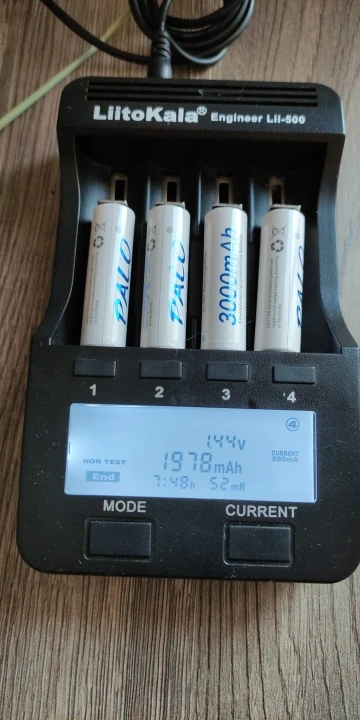 LiitoKala® Engineer Lii-500
PALO
PALO
3000mAh
PALO
1
2
3
4
4
1.44V
NOR TEST
1978mAh
CURRENT
500mA
End
7:48h 52mR
MODE
CURRENT